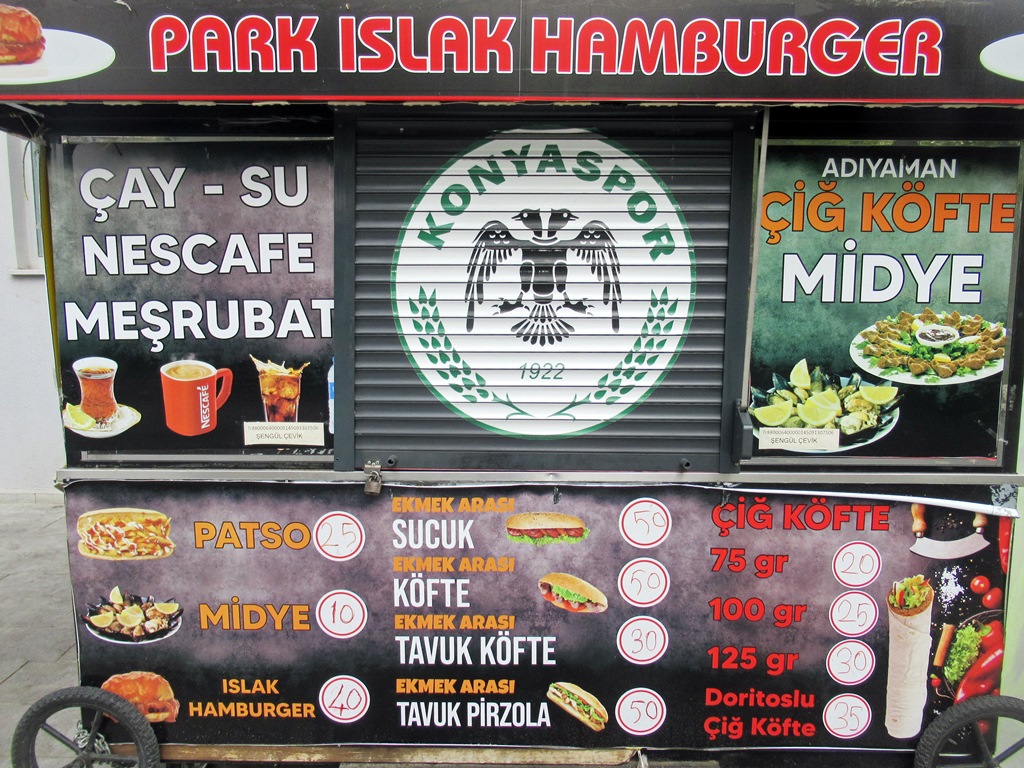 PARK ISLAK HAMBURGER
ÇAY - SU
NESCAFE
MEŞRUBAT
NESCAFÉ
ŞENGÜL ÇEVİK
KONYASPOR
1922
ADIYAMAN
ÇİĞ KÖFTE
MİDYE
ŞENGÜL ÇEVİK
PATSO 25
MİDYE 10
ISLAK
HAMBURGER 40
EKMEK ARASI
SUCUK 50
EKMEK ARASI
KÖFTE 50
EKMEK ARASI
TAVUK KÖFTE 30
EKMEK ARASI
TAVUK PİRZOLA 50
ÇİĞ KÖFTE
75 gr 20
100 gr 25
125 gr 30
Doritoslu
Çiğ Köfte 35